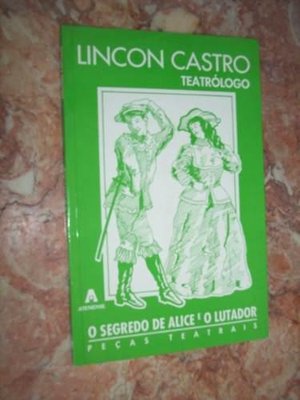 LINCON CASTRO
TEATRÓLOGO
A
O SEGREDO DE ALICE E O LUTADOR
PEÇAS TEATRAIS